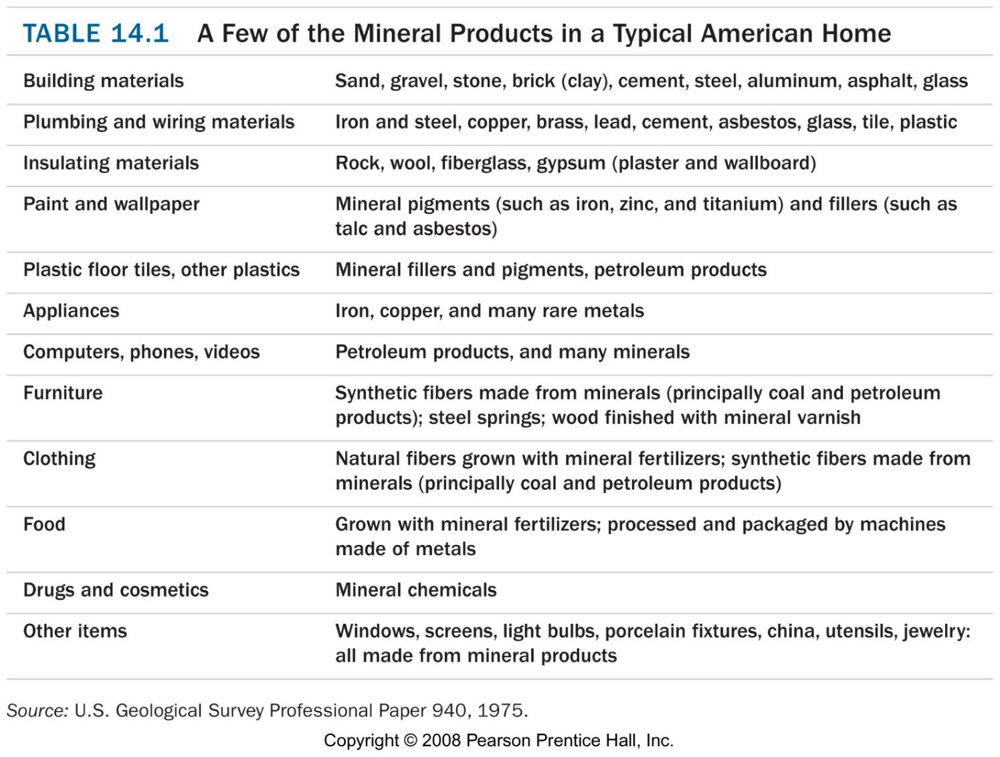 TABLE 14.1 A Few of the Mineral Products in a Typical American Home
Building materials Sand, gravel, stone, brick (clay), cement, steel, aluminum, asphalt, glass
Plumbing and wiring materials Iron and steel, copper, brass, lead, cement, asbestos, glass, tile, plastic
Insulating materials Rock, wool, fiberglass, gypsum (plaster and wallboard)
Paint and wallpaper Mineral pigments (such as iron, zinc, and titanium) and fillers (such as
talc and asbestos)
Plastic floor tiles, other plastics Mineral fillers and pigments, petroleum products
Appliances Iron, copper, and many rare metals
Computers, phones, videos Petroleum products, and many minerals
Furniture Synthetic fibers made from minerals (principally coal and petroleum
products); steel springs; wood finished with mineral varnish
Clothing Natural fibers grown with mineral fertilizers; synthetic fibers made from
minerals (principally coal and petroleum products)
Food Grown with mineral fertilizers; processed and packaged by machines
made of metals
Drugs and cosmetics Mineral chemicals
Other items Windows, screens, light bulbs, porcelain fixtures, china, utensils, jewelry:
all made from mineral products
Source: U.S. Geological Survey Professional Paper 940, 1975.
Copyright © 2008 Pearson Prentice Hall, Inc.